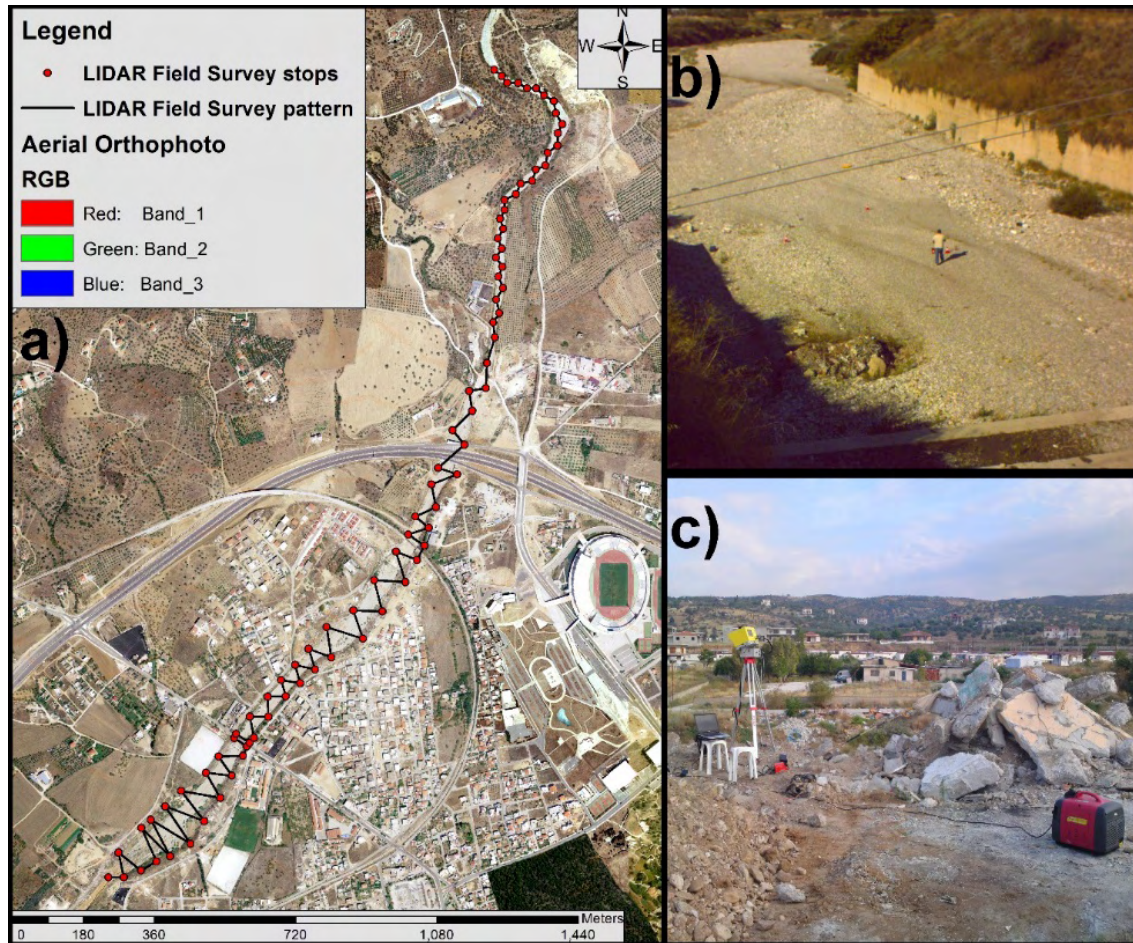 Legend
LIDAR Field Survey stops
LIDAR Field Survey pattern
Aerial Orthophoto
RGB
Red: Band_1
Green: Band_2
Blue: Band_3
N
W E
S
a)
b)
c)
Meters
0 180 360 720 1,080 1,440